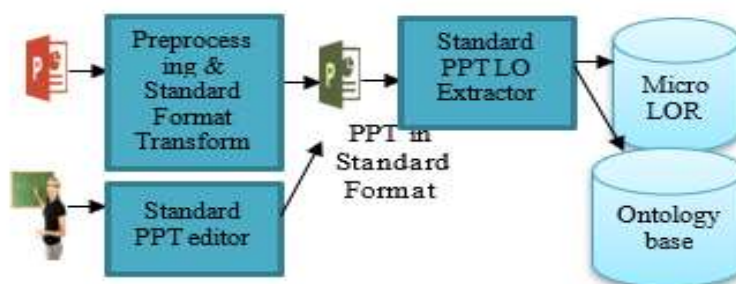 P
Preprocess
ing &
Standard
Format
Transform
P
Standard
PPT LO
Extractor
Micro
LOR
PPT in
Standard
Format
Standard
PPT editor
Ontology
base